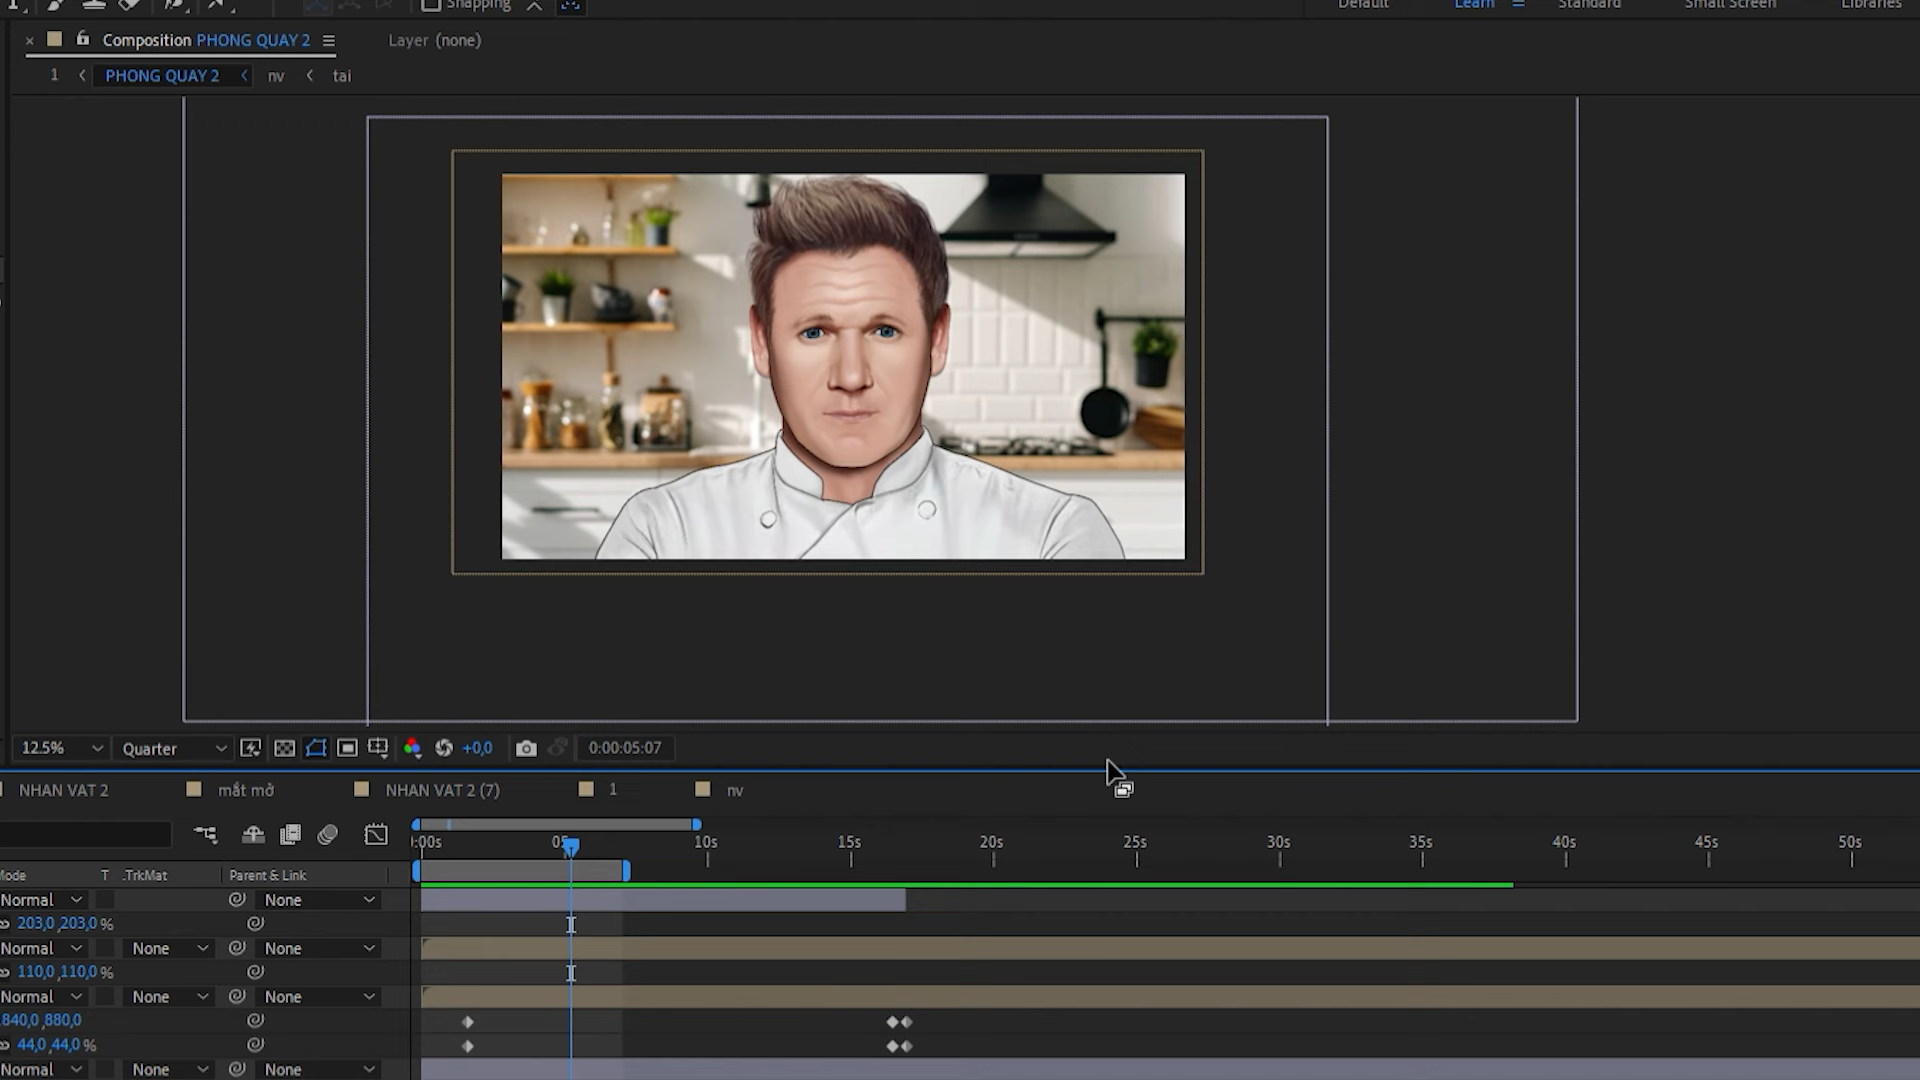 Snapping Default Learn Standard Small Screen Libraries
Composition PHONG QUAY 2 Layer (none)
1 PHONG QUAY 2 nv tai
12.5% Quarter +0,0 0:00:05:07
NHAN VAT 2 mắt mở NHAN VAT 2 (7) 1 nv
:00s 05 10s 15s 20s 25s 30s 35s 40s 45s 50s
Mode T .TrkMat Parent & Link
Normal None
203,0 ,203,0 %
Normal None None
110,0 ,110,0 %
Normal None None
840,0 ,880,0
44,0 ,44,0 %
Normal None None